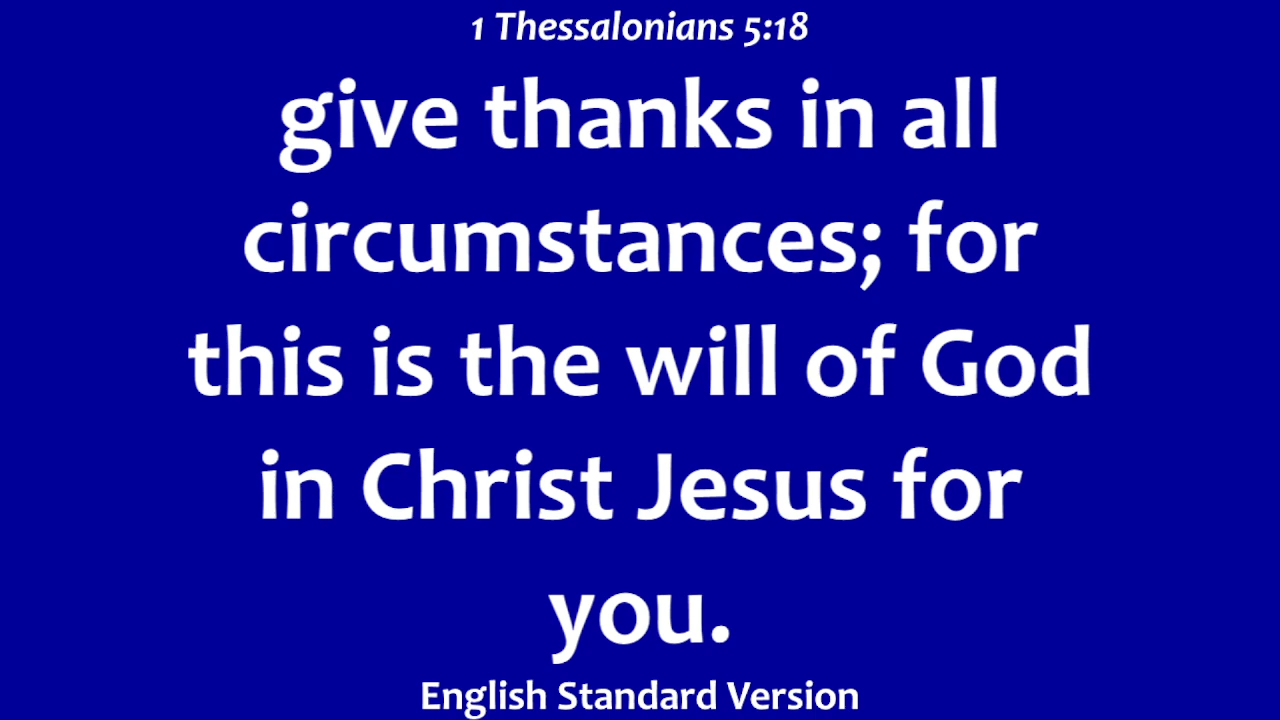 1 Thessalonians 5:18
give thanks in all
circumstances; for
this is the will of God
in Christ Jesus for
you.
English Standard Version